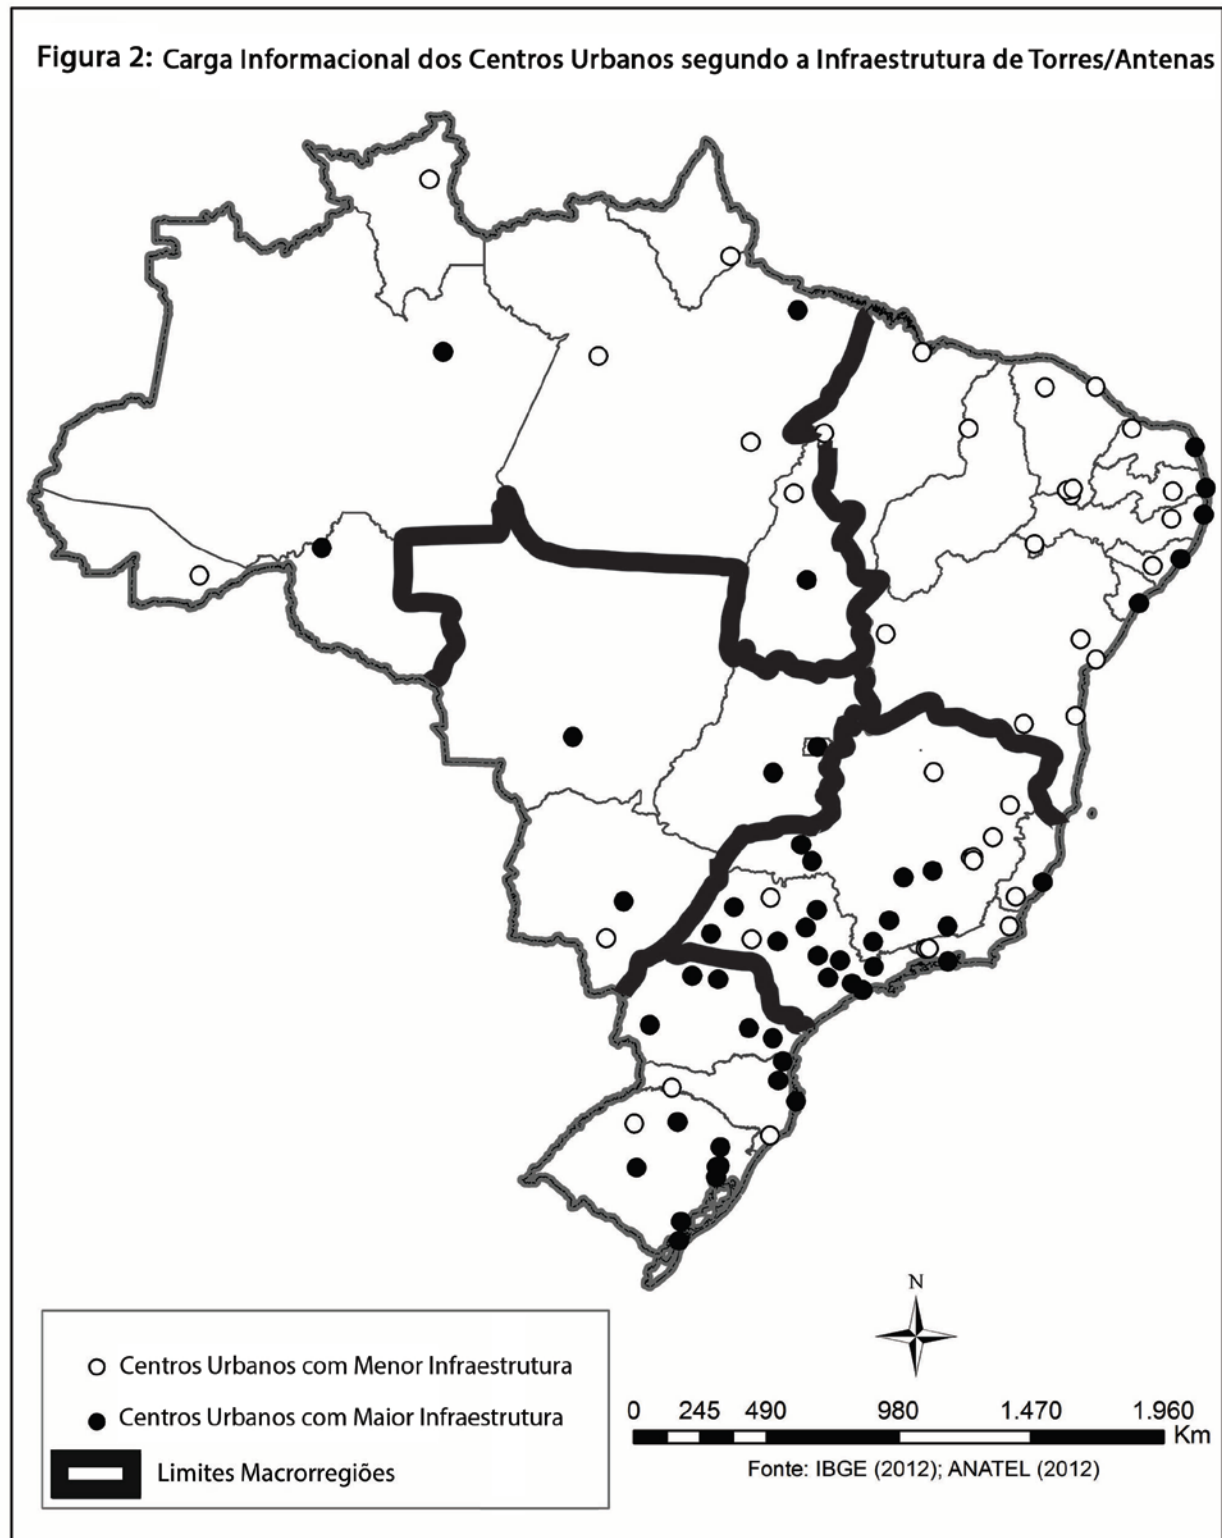 Figura 2: Carga Informacional dos Centros Urbanos segundo a Infraestrutura de Torres/Antenas
N
Centros Urbanos com Menor Infraestrutura
Centros Urbanos com Maior Infraestrutura
Limites Macrorregiões
0 245 490 980 1.470 1.960
Km
Fonte: IBGE (2012); ANATEL (2012)